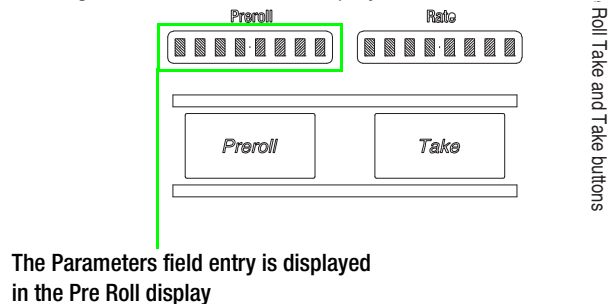 Preroll
Rate
Preroll
Take
The Parameters field entry is displayed
in the Pre Roll display
Roll Take and Take buttons